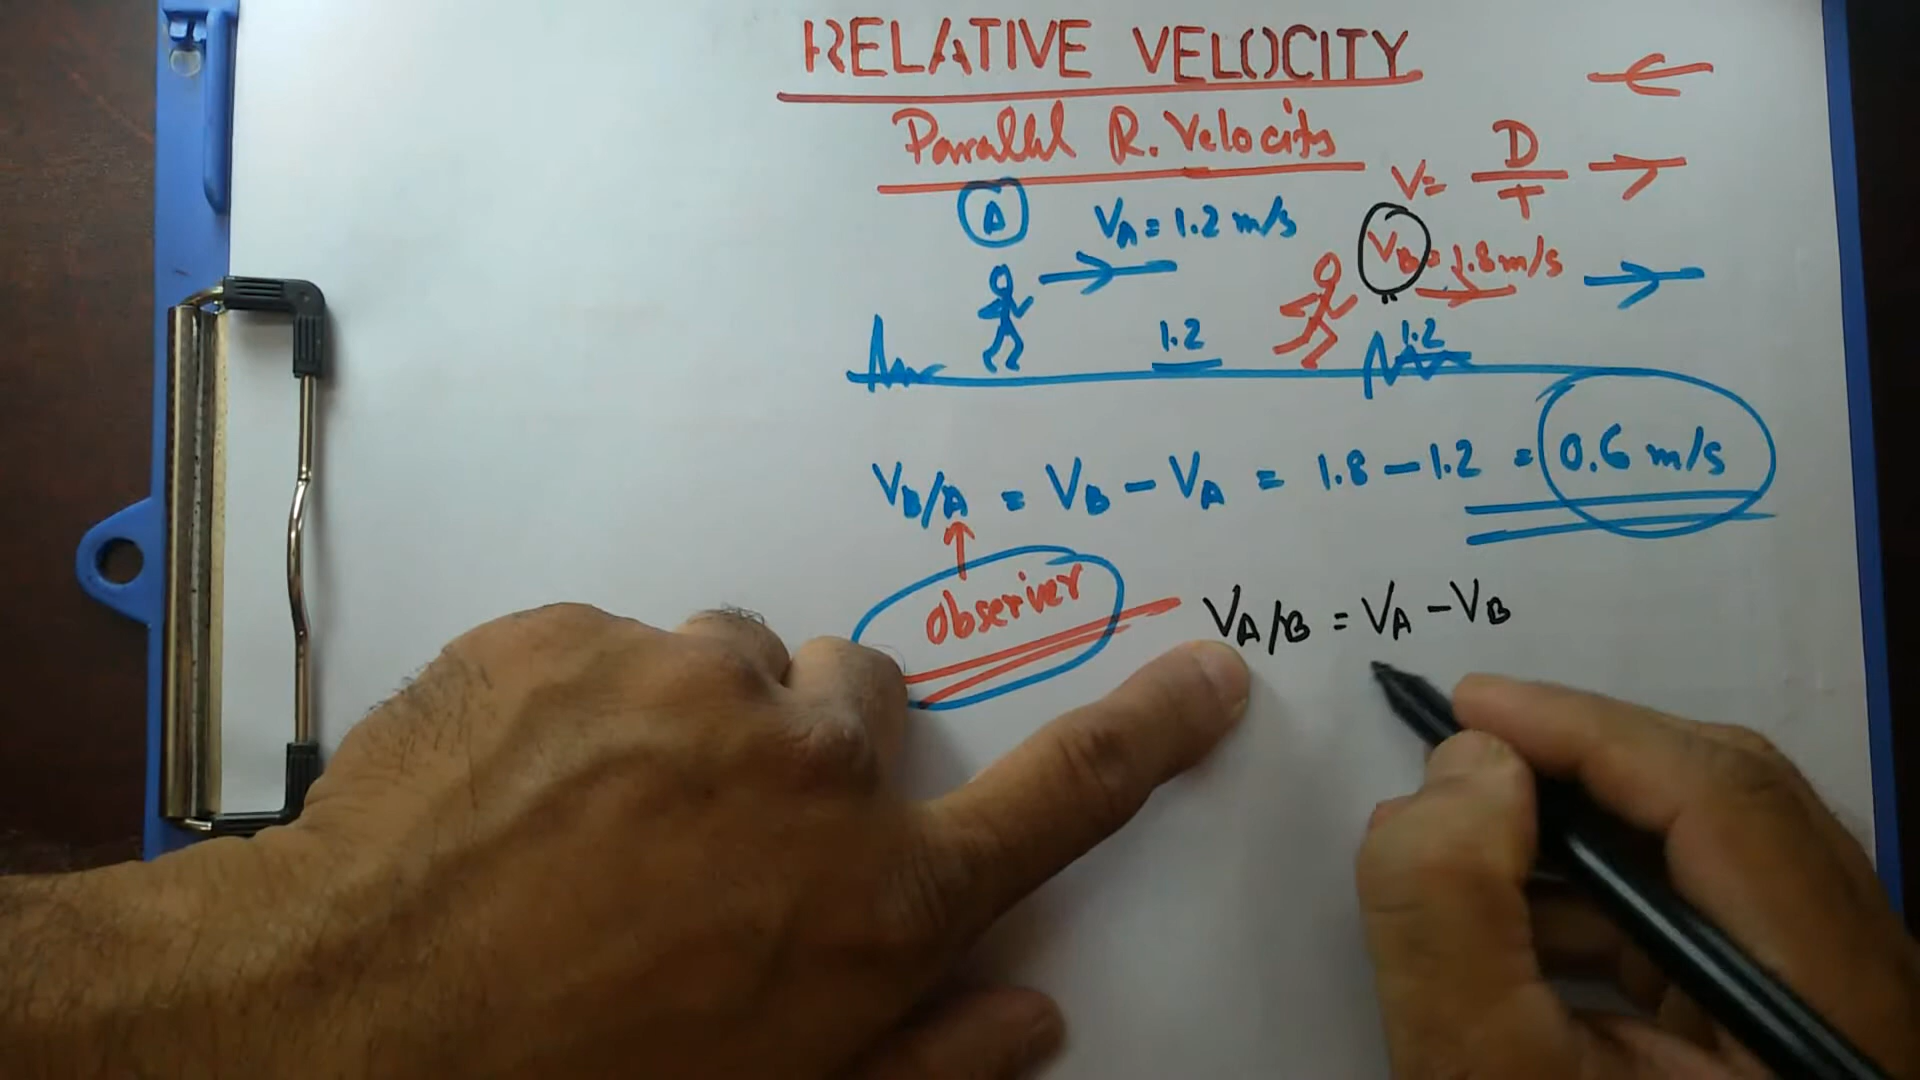 RELATIVE VELOCITY
Parallel R. Velocity
V = D/T
A
VA = 1.2 m/s
VB = 1.8 m/s
1.2
1.2
VB/A = VB - VA = 1.8 - 1.2 = 0.6 m/s
Observer
VA/B = VA - VB